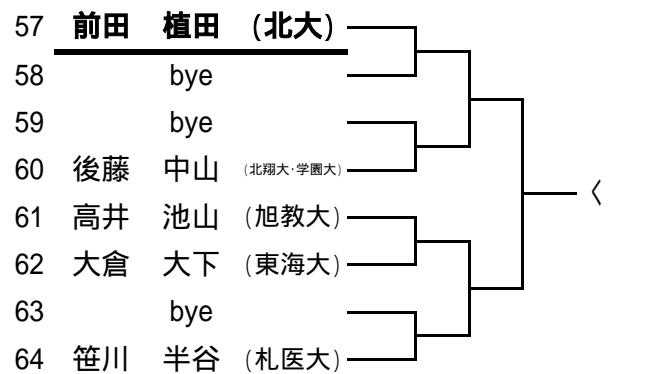 57 前田 植田 (北大)
58 bye
59 bye
60 後藤 中山 (北翔大·学園大)
61 高井 池山 (旭教大)
62 大倉 大下 (東海大)
63 bye
64 笹川 半谷 (札医大)
く